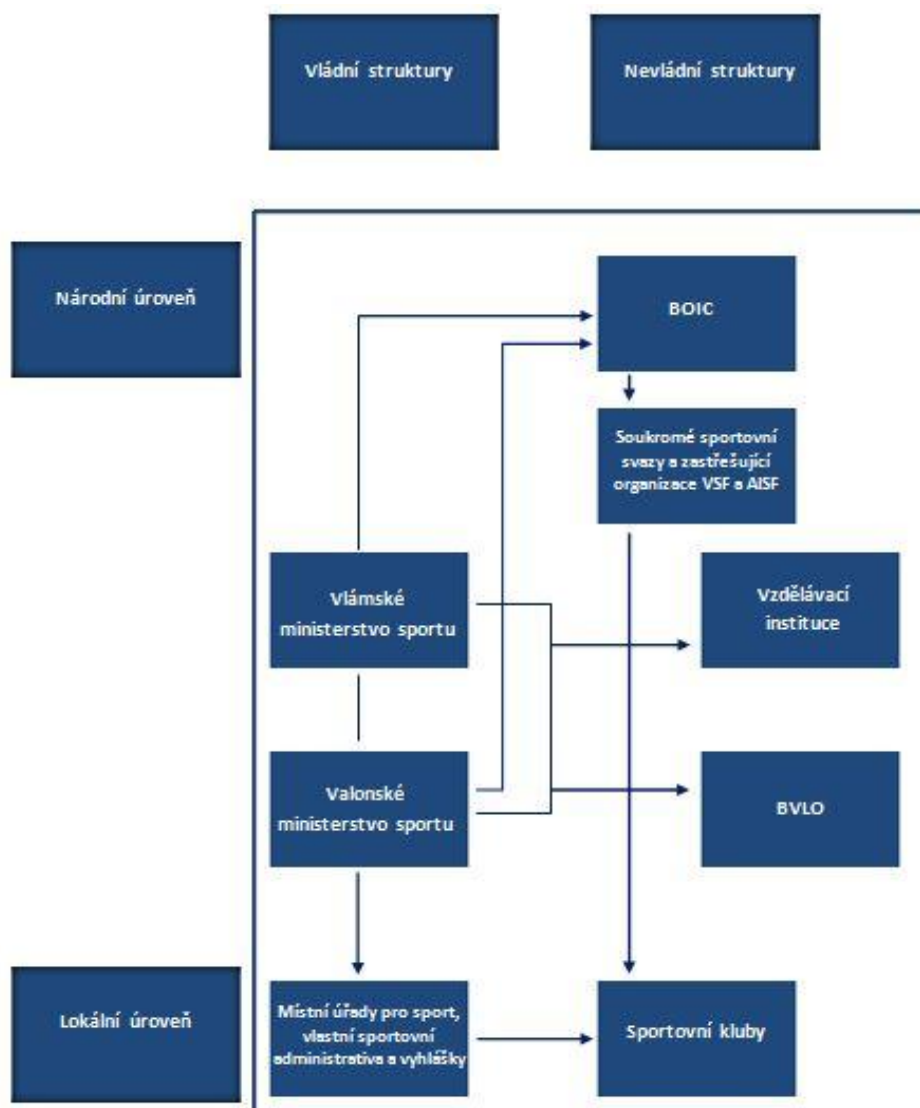 Vládní struktury
Nevládní struktury
Národní úroveň
BOIC
Soukromé sportovní
svazy a zastřešující
organizace VSF a AISF
Vlámské
ministerstvo sportu
Vzdělávací
instituce
Valonské
ministerstvo sportu
BVLO
Lokální úroveň
Místní úřady pro sport,
vlastní sportovní
administrativa a vyhlášky
Sportovní kluby